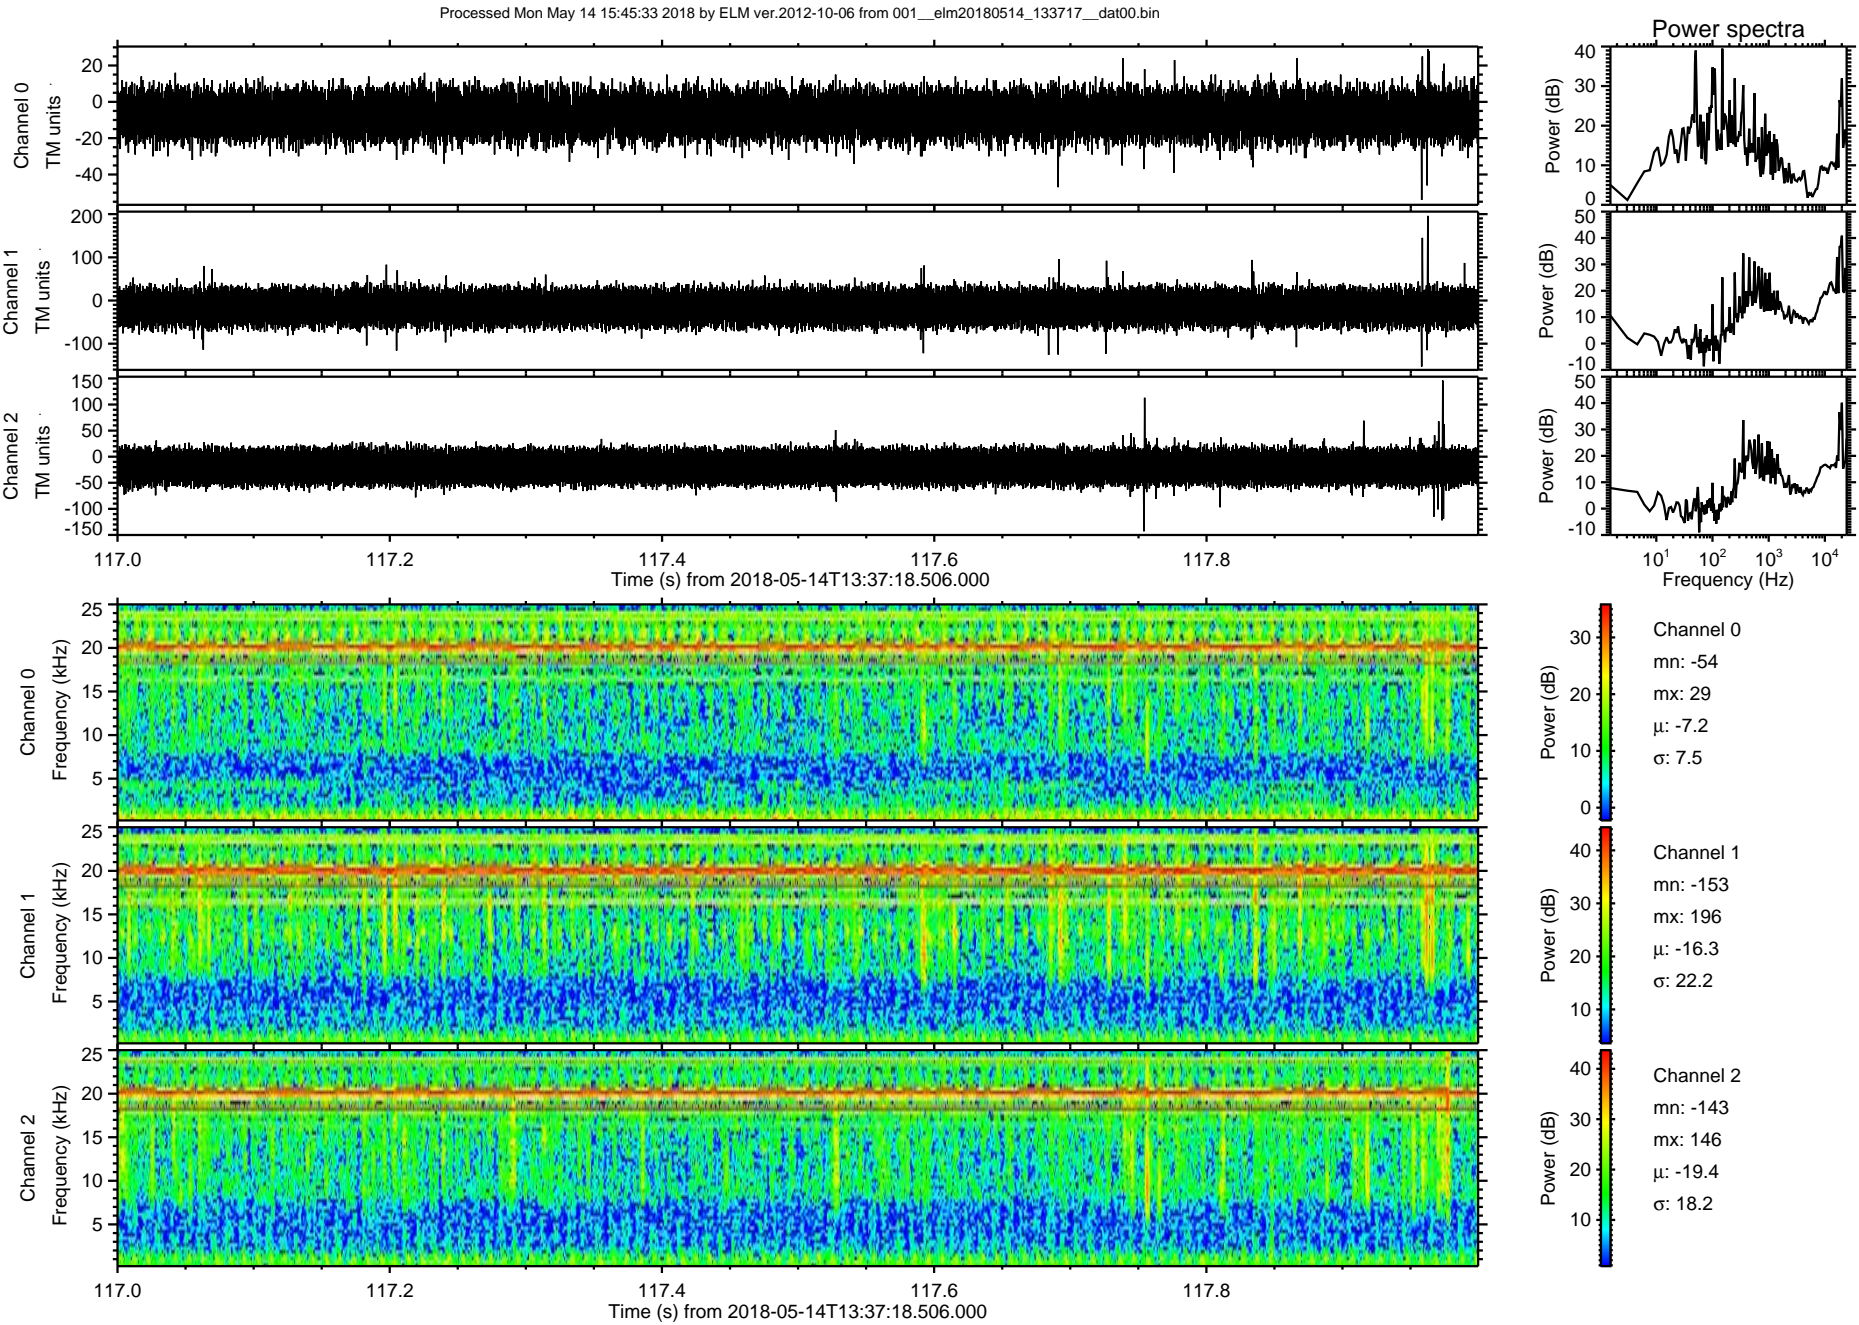 Processed Mon May 14 15:45:33 2018 by ELM ver.2012-10-06 from 001__elm20180514_133717__dat00.bin
Power spectra
Channel 0
TM units
20
0
-20
-40
Power (dB)
40
30
20
10
0
Channel 1
TM units
200
100
0
-100
Power (dB)
50
40
30
20
10
0
-10
Channel 2
TM units
150
100
50
0
-50
-100
-150
Power (dB)
50
40
30
20
10
0
-10
117.0 117.2 117.4 117.6 117.8
Time (s) from 2018-05-14T13:37:18.506.000
10¹ 10² 10³ 10⁴
Frequency (Hz)
Channel 0
Frequency (kHz)
25
20
15
10
5
Power (dB)
30
20
10
0
Channel 0
mn: -54
mx: 29
μ: -7.2
σ: 7.5
Channel 1
Frequency (kHz)
25
20
15
10
5
Power (dB)
40
30
20
10
Channel 1
mn: -153
mx: 196
μ: -16.3
σ: 22.2
Channel 2
Frequency (kHz)
25
20
15
10
5
Power (dB)
40
30
20
10
Channel 2
mn: -143
mx: 146
μ: -19.4
σ: 18.2
117.0 117.2 117.4 117.6 117.8
Time (s) from 2018-05-14T13:37:18.506.000